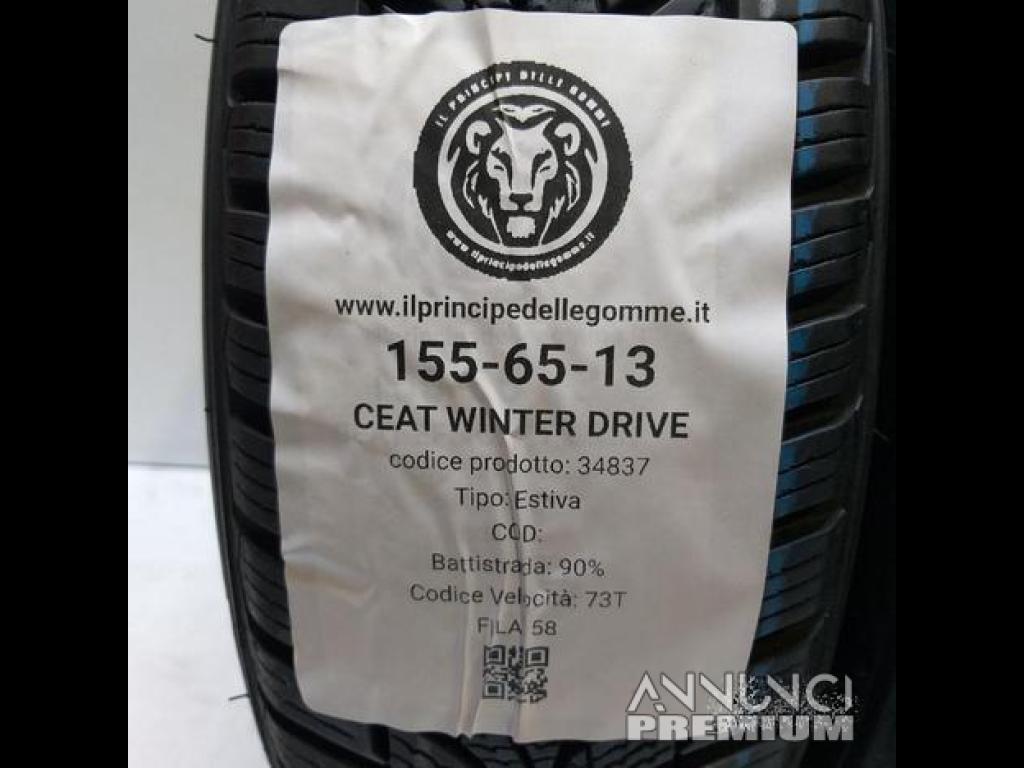 IL PRINCIPE DELLE GOMME
www.ilprincipedellegomme.it
www.ilprincipedellegomme.it
155-65-13
CEAT WINTER DRIVE
codice prodotto: 34837
Tipo: Estiva
COD:
Battistrada: 90%
Codice Velocità: 73T
FILA 58
ANNUNCI
PREMIUM